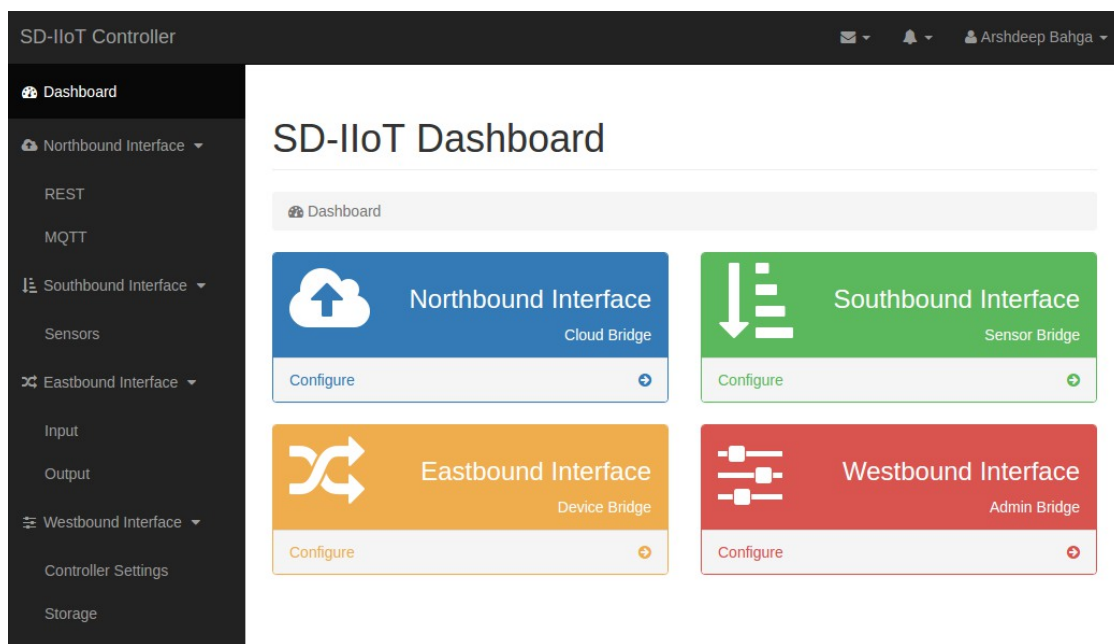 SD-IIoT Controller
Arshdeep Bahga
Dashboard
Northbound Interface
REST
MQTT
Southbound Interface
Sensors
Eastbound Interface
Input
Output
Westbound Interface
Controller Settings
Storage
SD-IIoT Dashboard
Dashboard
Northbound Interface
Cloud Bridge
Configure
Southbound Interface
Sensor Bridge
Configure
Eastbound Interface
Device Bridge
Configure
Westbound Interface
Admin Bridge
Configure